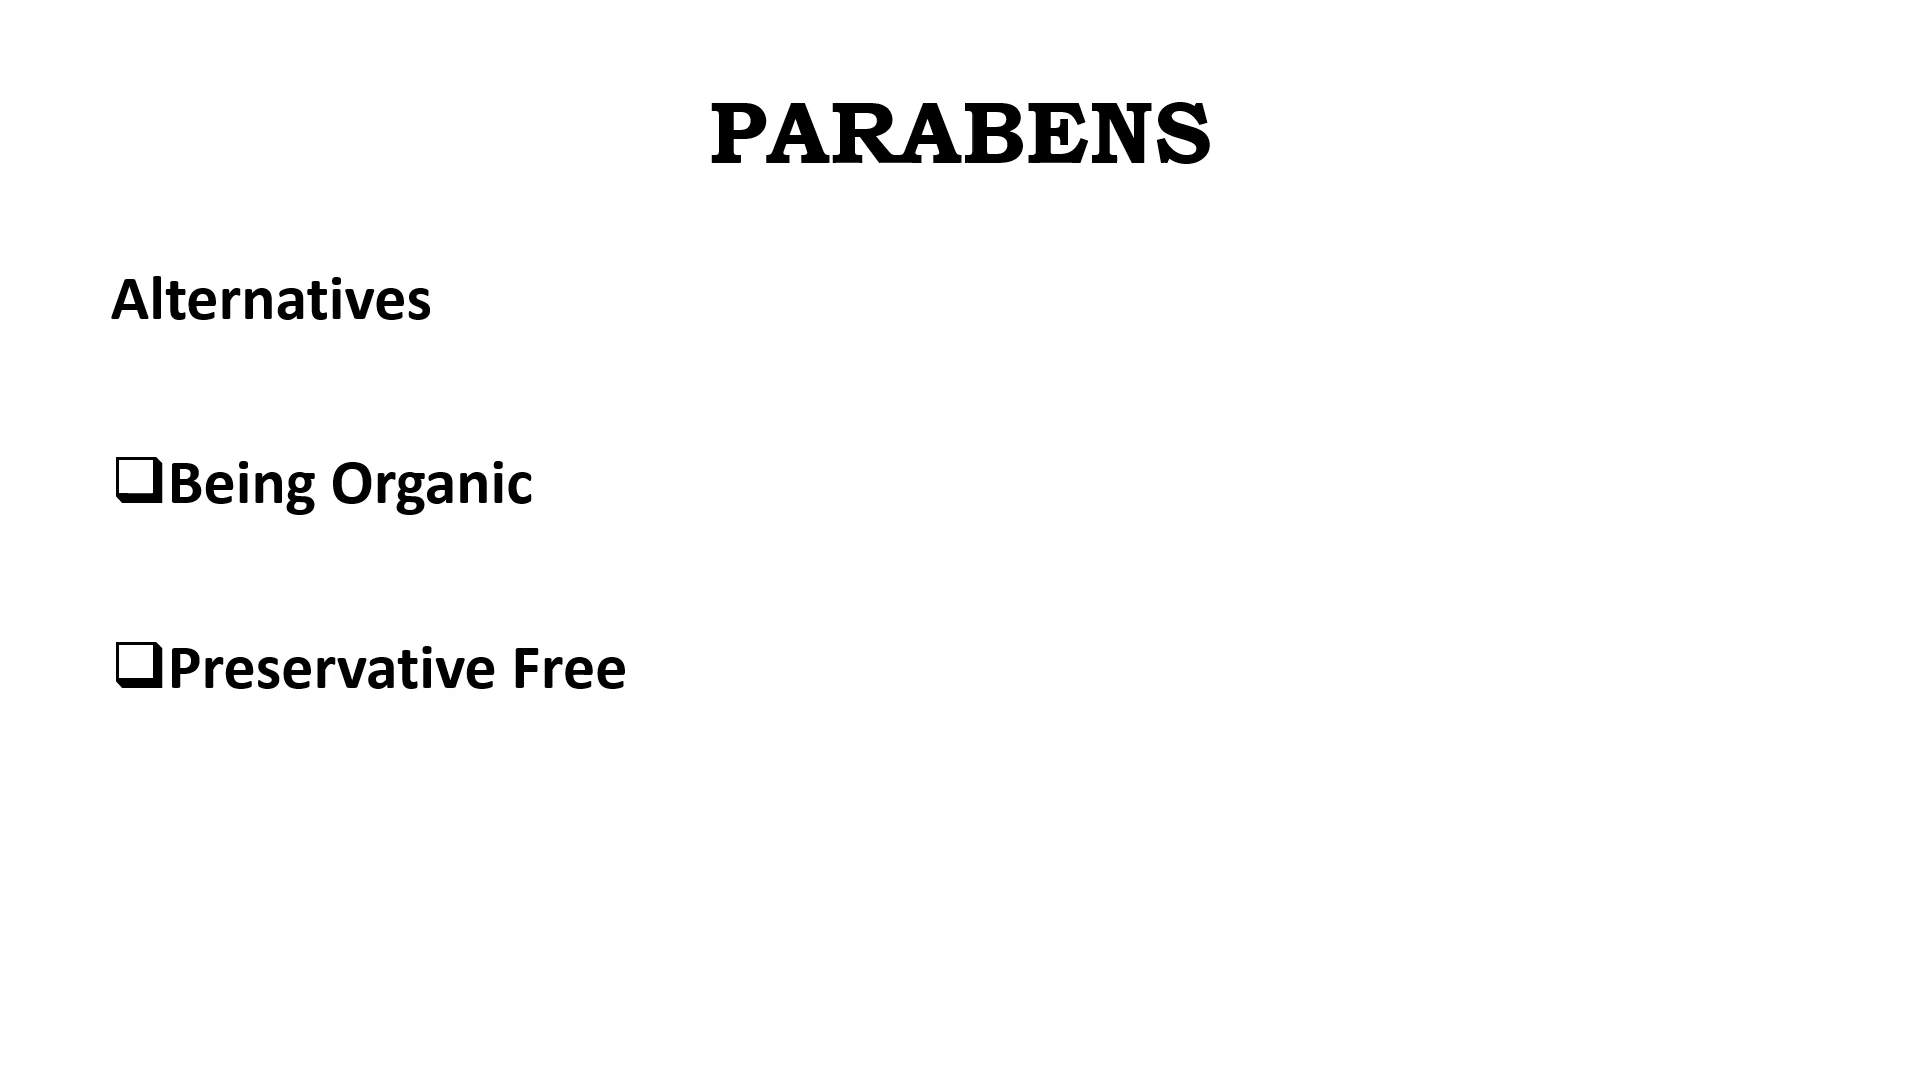 PARABENS
Alternatives
❑Being Organic
❑Preservative Free